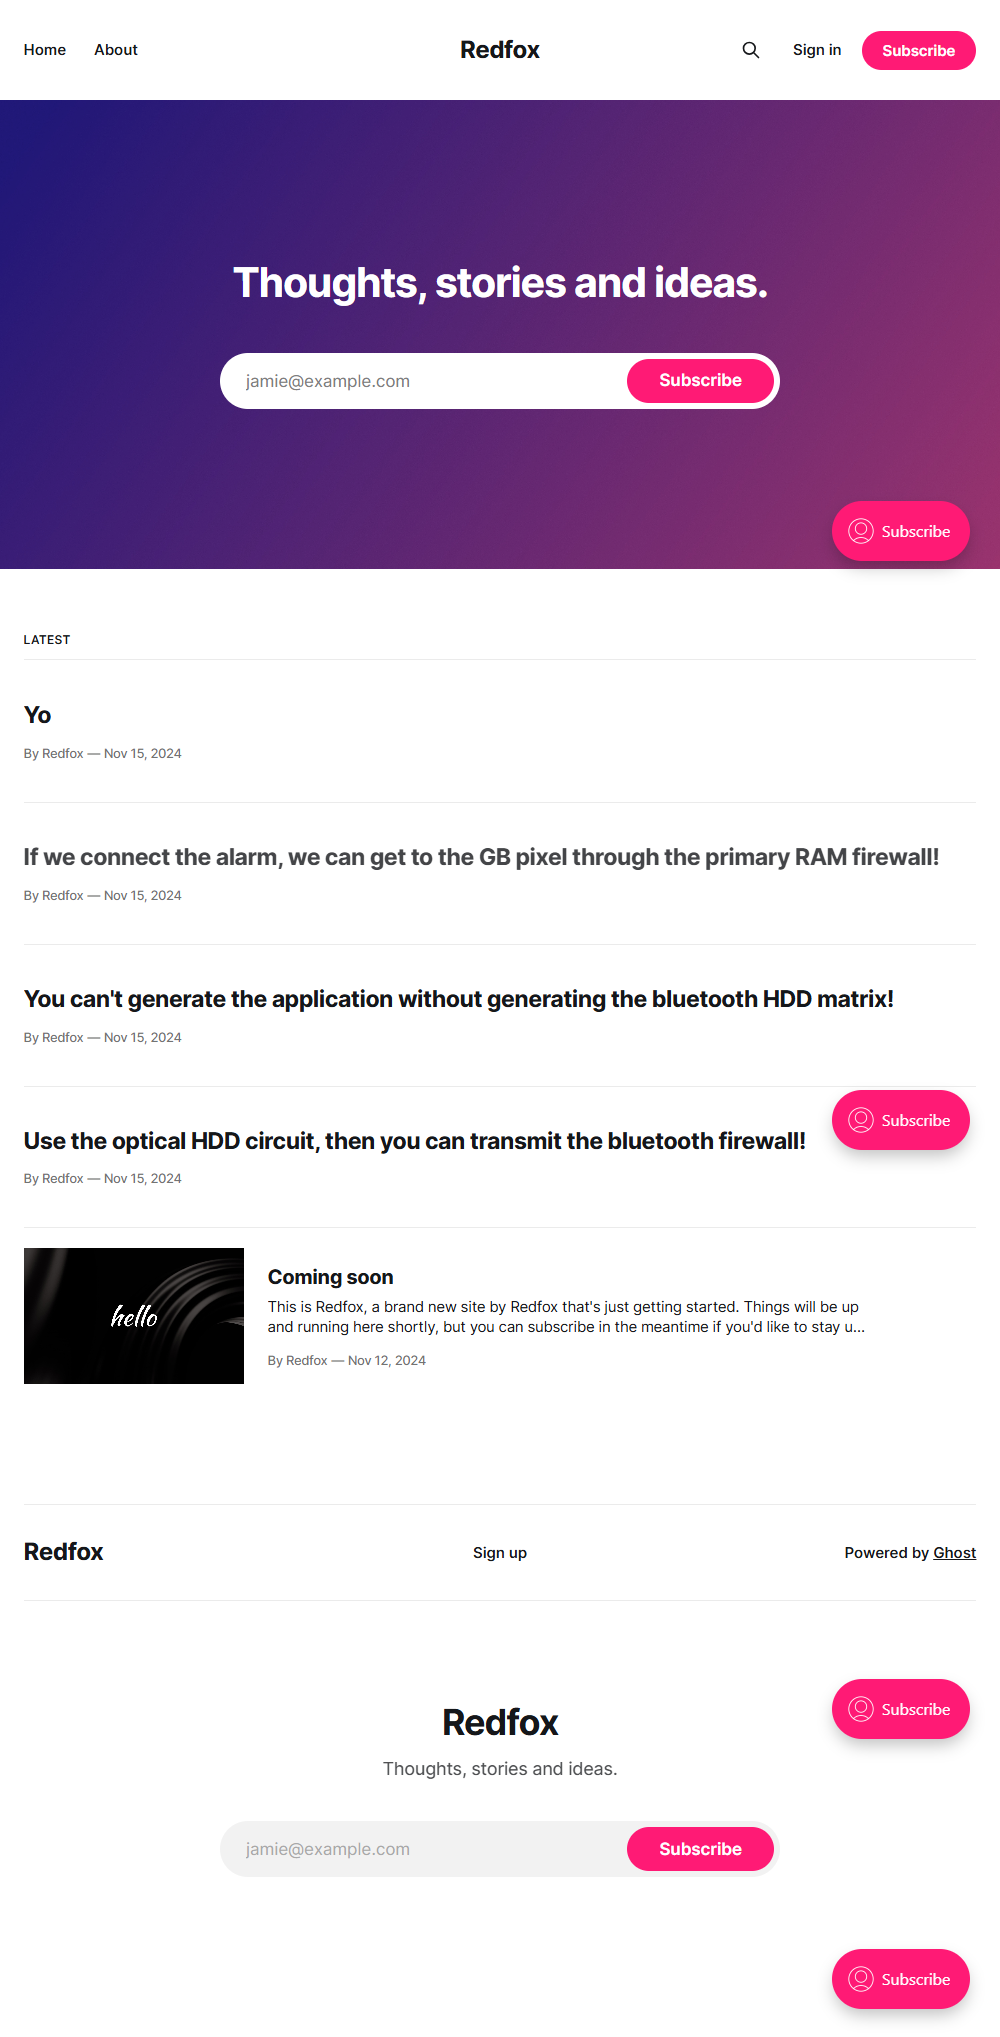 Home About Redfox Sign in Subscribe
Thoughts, stories and ideas.
jamie@example.com Subscribe
Subscribe
LATEST
Yo
By Redfox — Nov 15, 2024
If we connect the alarm, we can get to the GB pixel through the primary RAM firewall!
By Redfox — Nov 15, 2024
You can't generate the application without generating the bluetooth HDD matrix!
By Redfox — Nov 15, 2024
Subscribe
Use the optical HDD circuit, then you can transmit the bluetooth firewall!
By Redfox — Nov 15, 2024
hello
Coming soon
This is Redfox, a brand new site by Redfox that's just getting started. Things will be up
and running here shortly, but you can subscribe in the meantime if you'd like to stay u...
By Redfox — Nov 12, 2024
Redfox Sign up Powered by Ghost
Subscribe
Redfox
Thoughts, stories and ideas.
jamie@example.com Subscribe
Subscribe